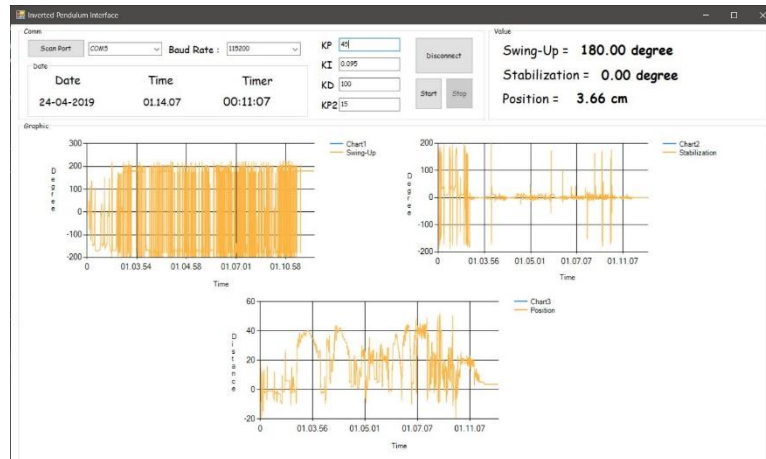 Inverted Pendulum Interface
Comm
Scan Port COM5 Baud Rate : 115200
Date
Date Time Timer
24-04-2019 01.14.07 00:11:07
KP 45
KI 0.095
KD 100
KP2 15
Disconnect
Start Stop
Value
Swing-Up = 180.00 degree
Stabilization = 0.00 degree
Position = 3.66 cm
Graphic
300
200
100
0
-100
-200
Degree
0 01.03.54 01.04.58 01.07.01 01.10.58
Time
Chart1
Swing-Up
200
100
0
-100
-200
Degree
0 01.03.56 01.05.01 01.07.07 01.11.07
Time
Chart2
Stabilization
60
40
20
0
-20
Distance
0 01.03.56 01.05.01 01.07.07 01.11.07
Time
Chart3
Position